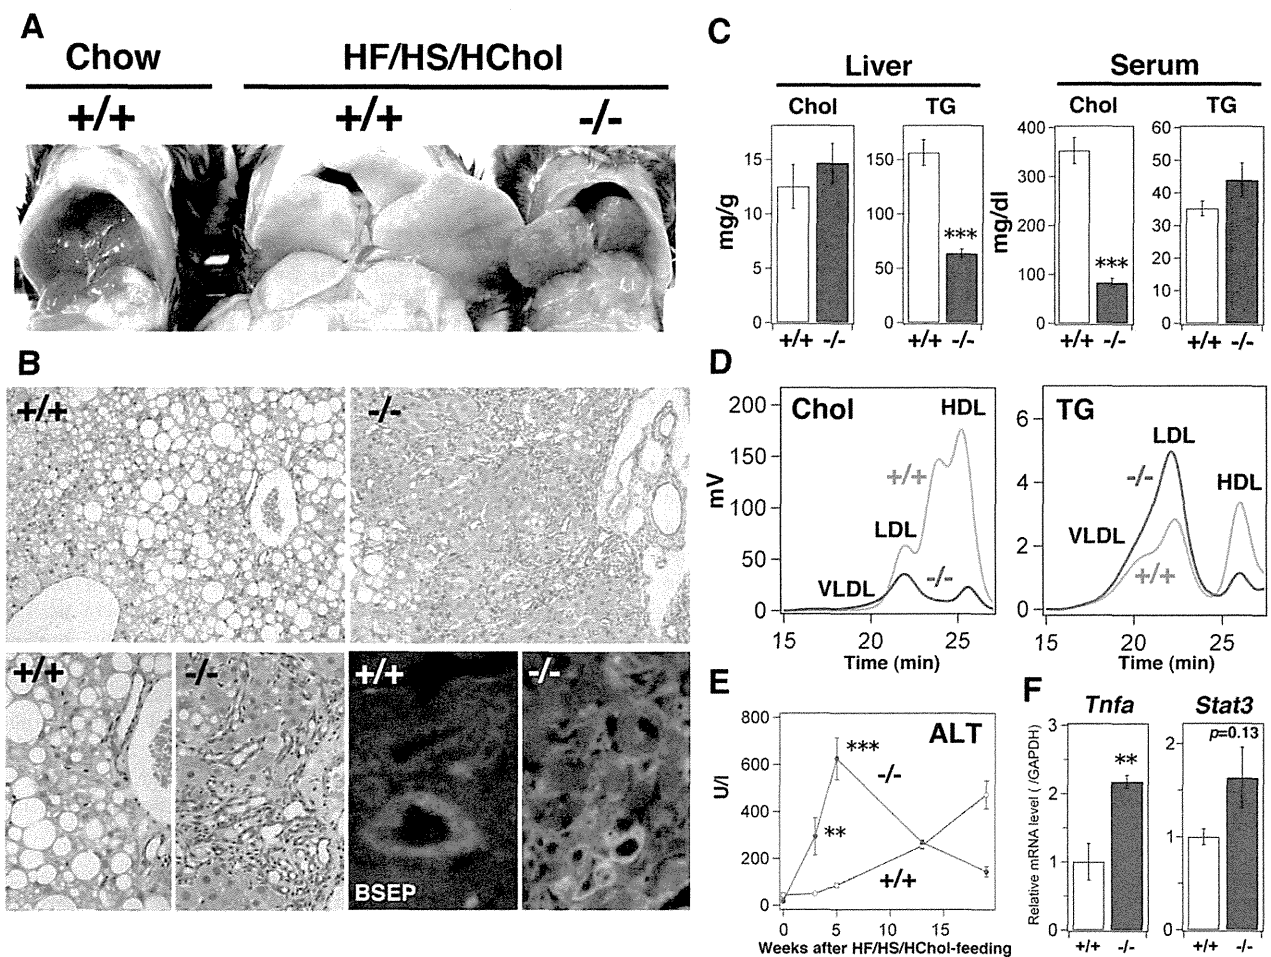 A
Chow
HF/HS/HChol
+/+
+/+
-/-
B
+/+
-/-
+/+
-/-
+/+
-/-
BSEP
C
Liver
Serum
Chol
TG
Chol
TG
mg/g
15
10
5
0
150
100
50
0
mg/dl
400
300
200
100
0
60
50
40
30
20
10
0
***
***
+/+ -/-
+/+ -/-
+/+ -/-
+/+ -/-
D
Chol
HDL
+/+
LDL
VLDL
-/-
mV
200
150
100
50
0
15
20
25
Time (min)
TG
LDL
-/-
HDL
VLDL
+/+
6
4
2
0
15
20
25
Time (min)
E
ALT
U/l
800
600
400
200
0
***
-/-
**
+/+
0
5
10
15
Weeks after HF/HS/HChol-feeding
F
Tnfa
Stat3
p=0.13
**
Relative mRNA level ( /GAPDH)
3
2
1
0
2
1
0
+/+ -/-
+/+ -/-